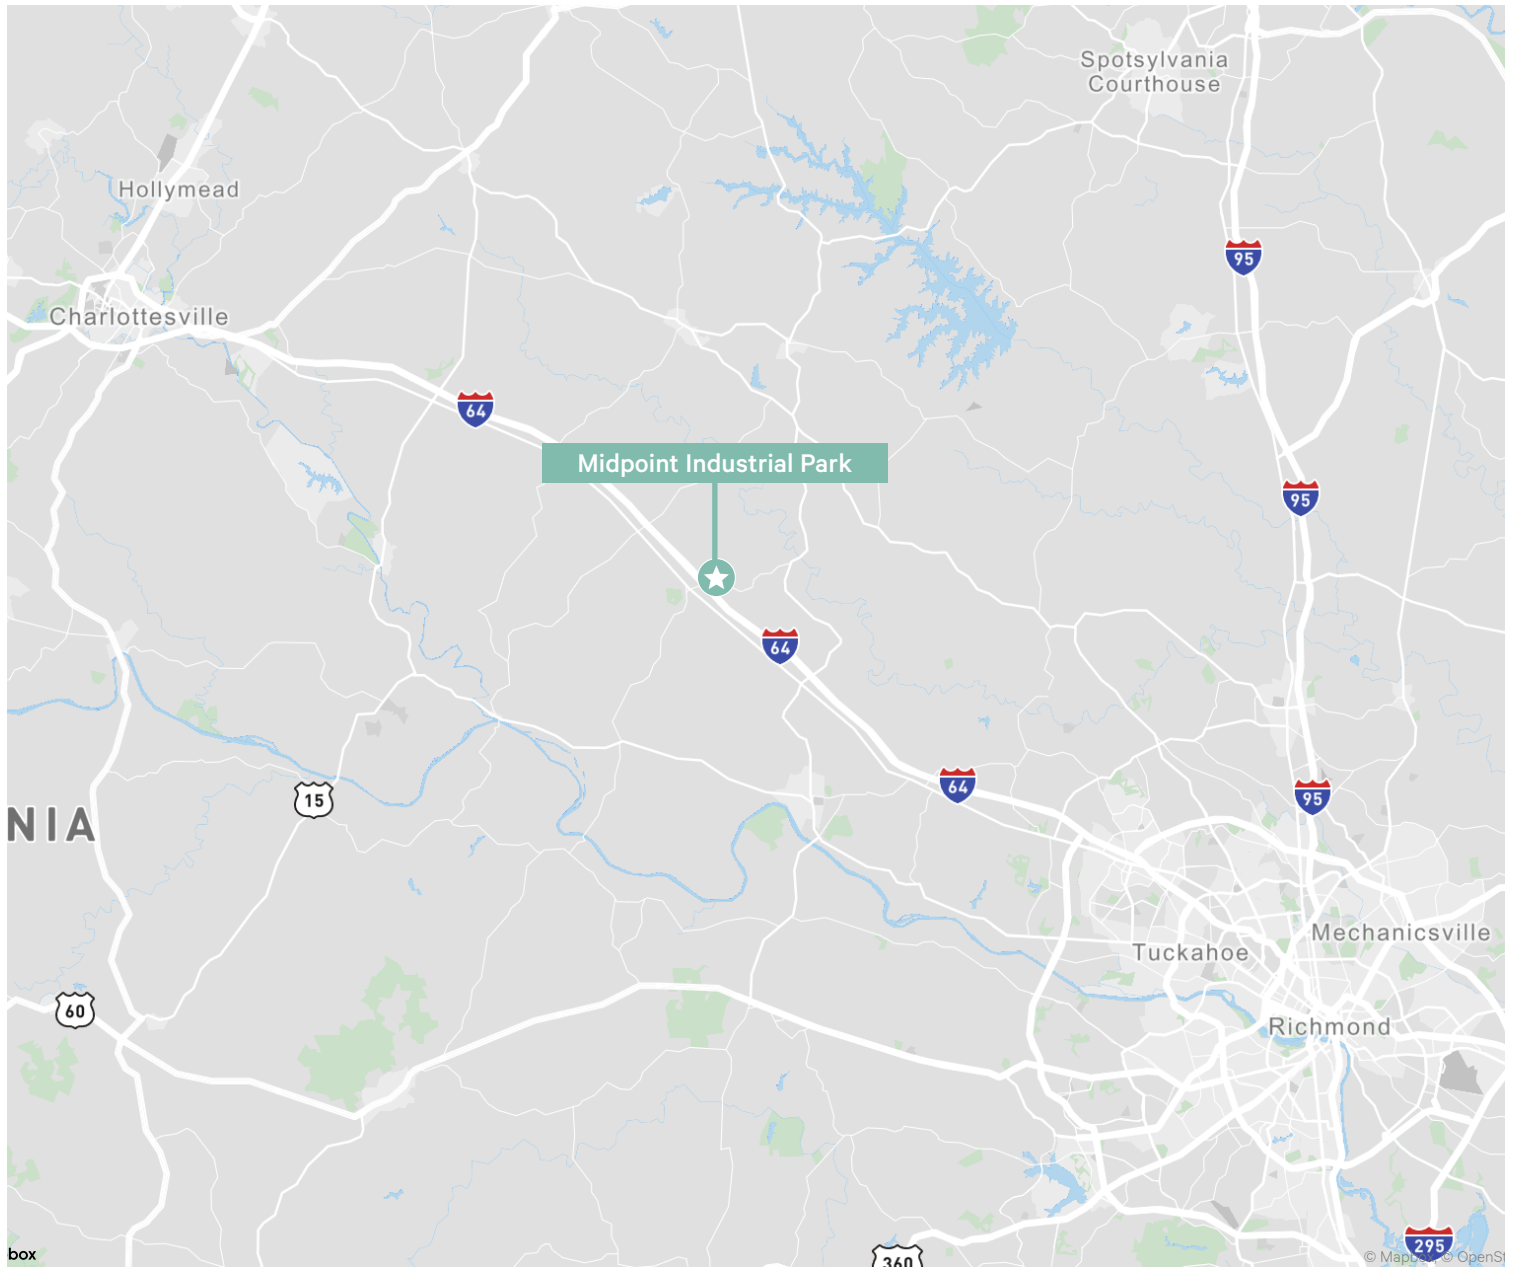 Spotsylvania
Courthouse
Hollymead
95
Charlottesville
64
Midpoint Industrial Park
95
64
64
95
15
NIA
Mechanicsville
Tuckahoe
60
Richmond
295
box
360
© Mapbox © OpenSt